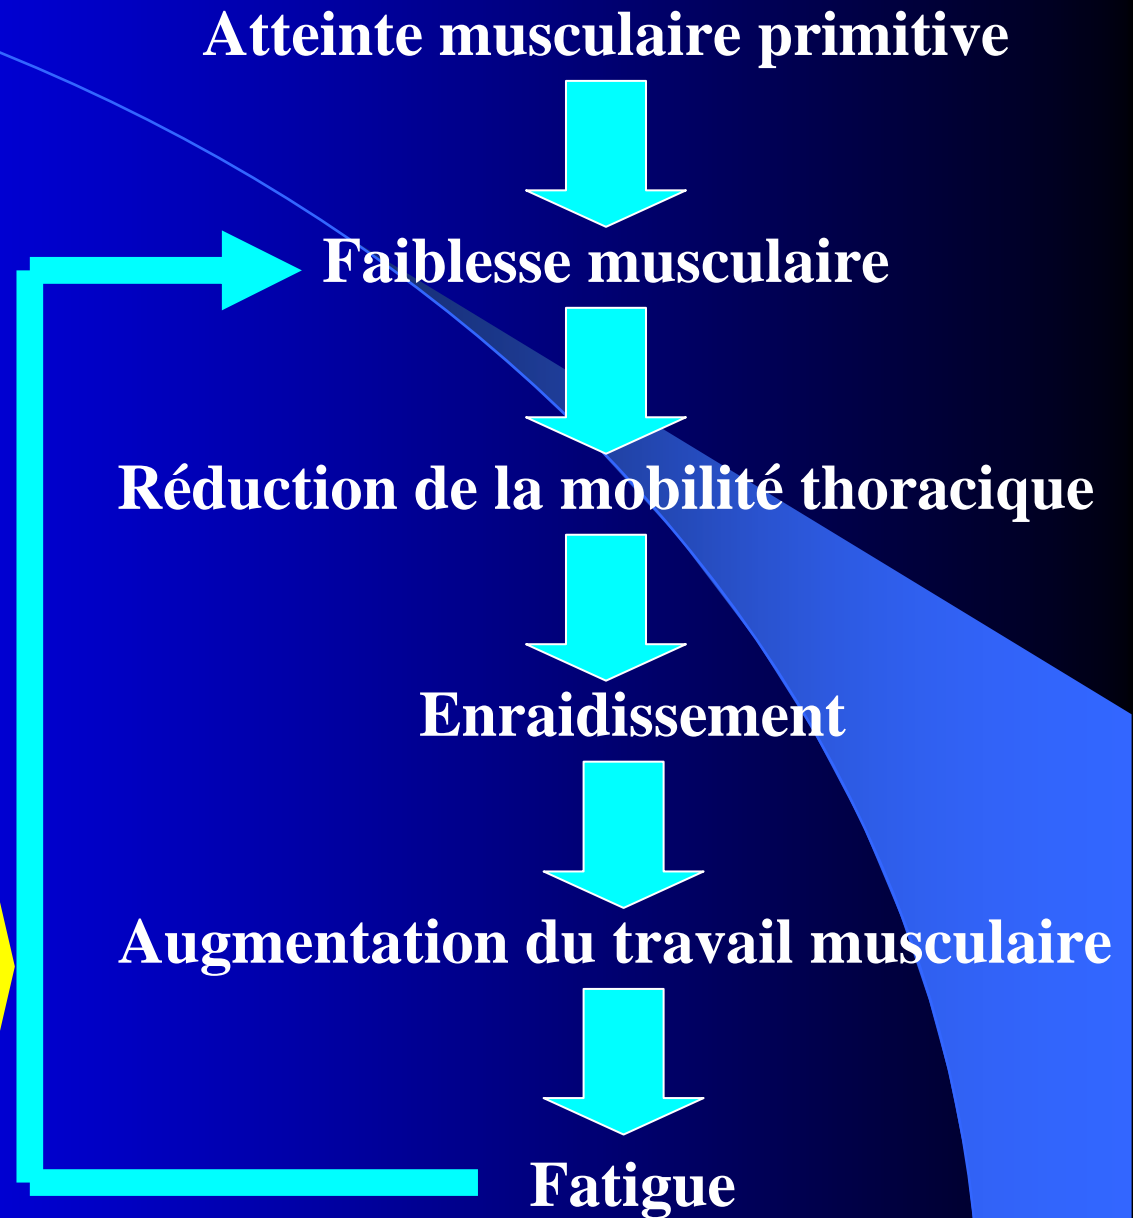 Atteinte musculaire primitive
Faiblesse musculaire
Réduction de la mobilité thoracique
Enraidissement
Augmentation du travail musculaire
Fatigue